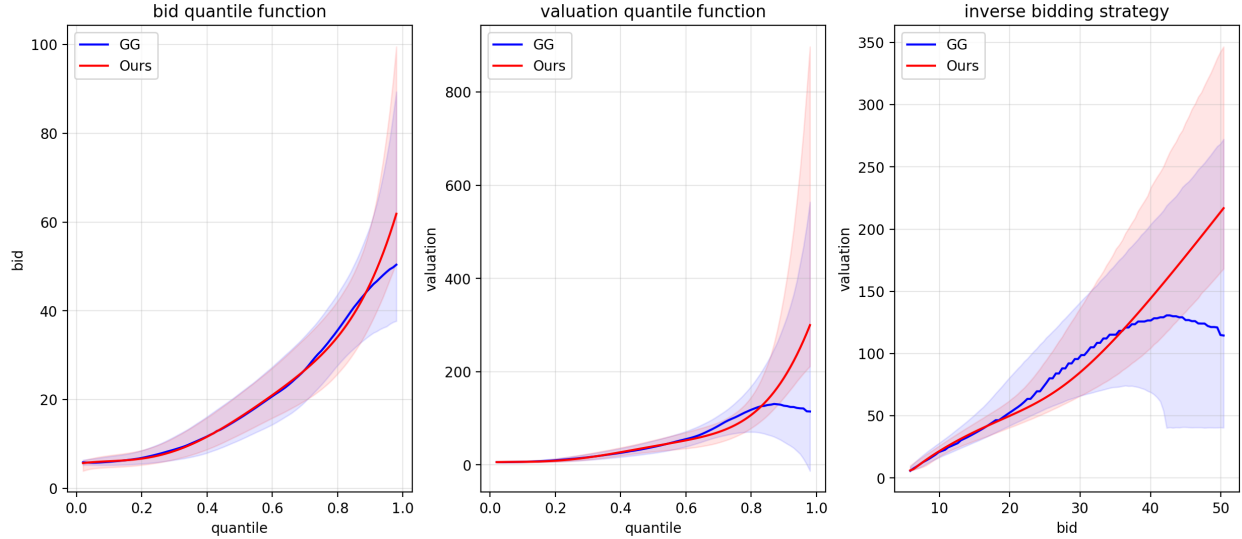 bid quantile function
GG
Ours
100
80
60
40
20
0
bid
0.0
0.2
0.4
0.6
0.8
1.0
quantile
valuation quantile function
GG
Ours
800
600
400
200
0
valuation
0.0
0.2
0.4
0.6
0.8
1.0
quantile
inverse bidding strategy
GG
Ours
350
300
250
200
150
100
50
0
valuation
10
20
30
40
50
bid